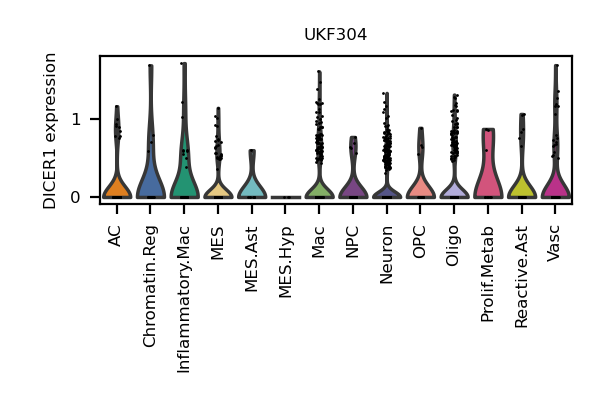 UKF304
DICER1 expression
1
0
AC
Chromatin.Reg
Inflammatory.Mac
MES
MES.Ast
MES.Hyp
Mac
NPC
Neuron
OPC
Oligo
Prolif.Metab
Reactive.Ast
Vasc